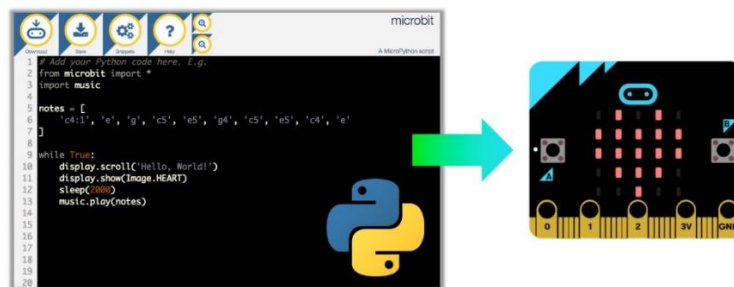 microbit
Download Save Snippets Help
A MicroPython script
1 # Add your Python code here. E.g.
2 from microbit import *
3 import music
4
5 notes = [
6 'c4:1', 'e', 'g', 'c5', 'e5', 'g4', 'c5', 'e5', 'c4', 'e'
7 ]
8
9 while True:
10 display.scroll('Hello, World!')
11 display.show(Image.HEART)
12 sleep(2000)
13 music.play(notes)
14
15
16
17
18
19
20
A
B
0 1 2 3V GND